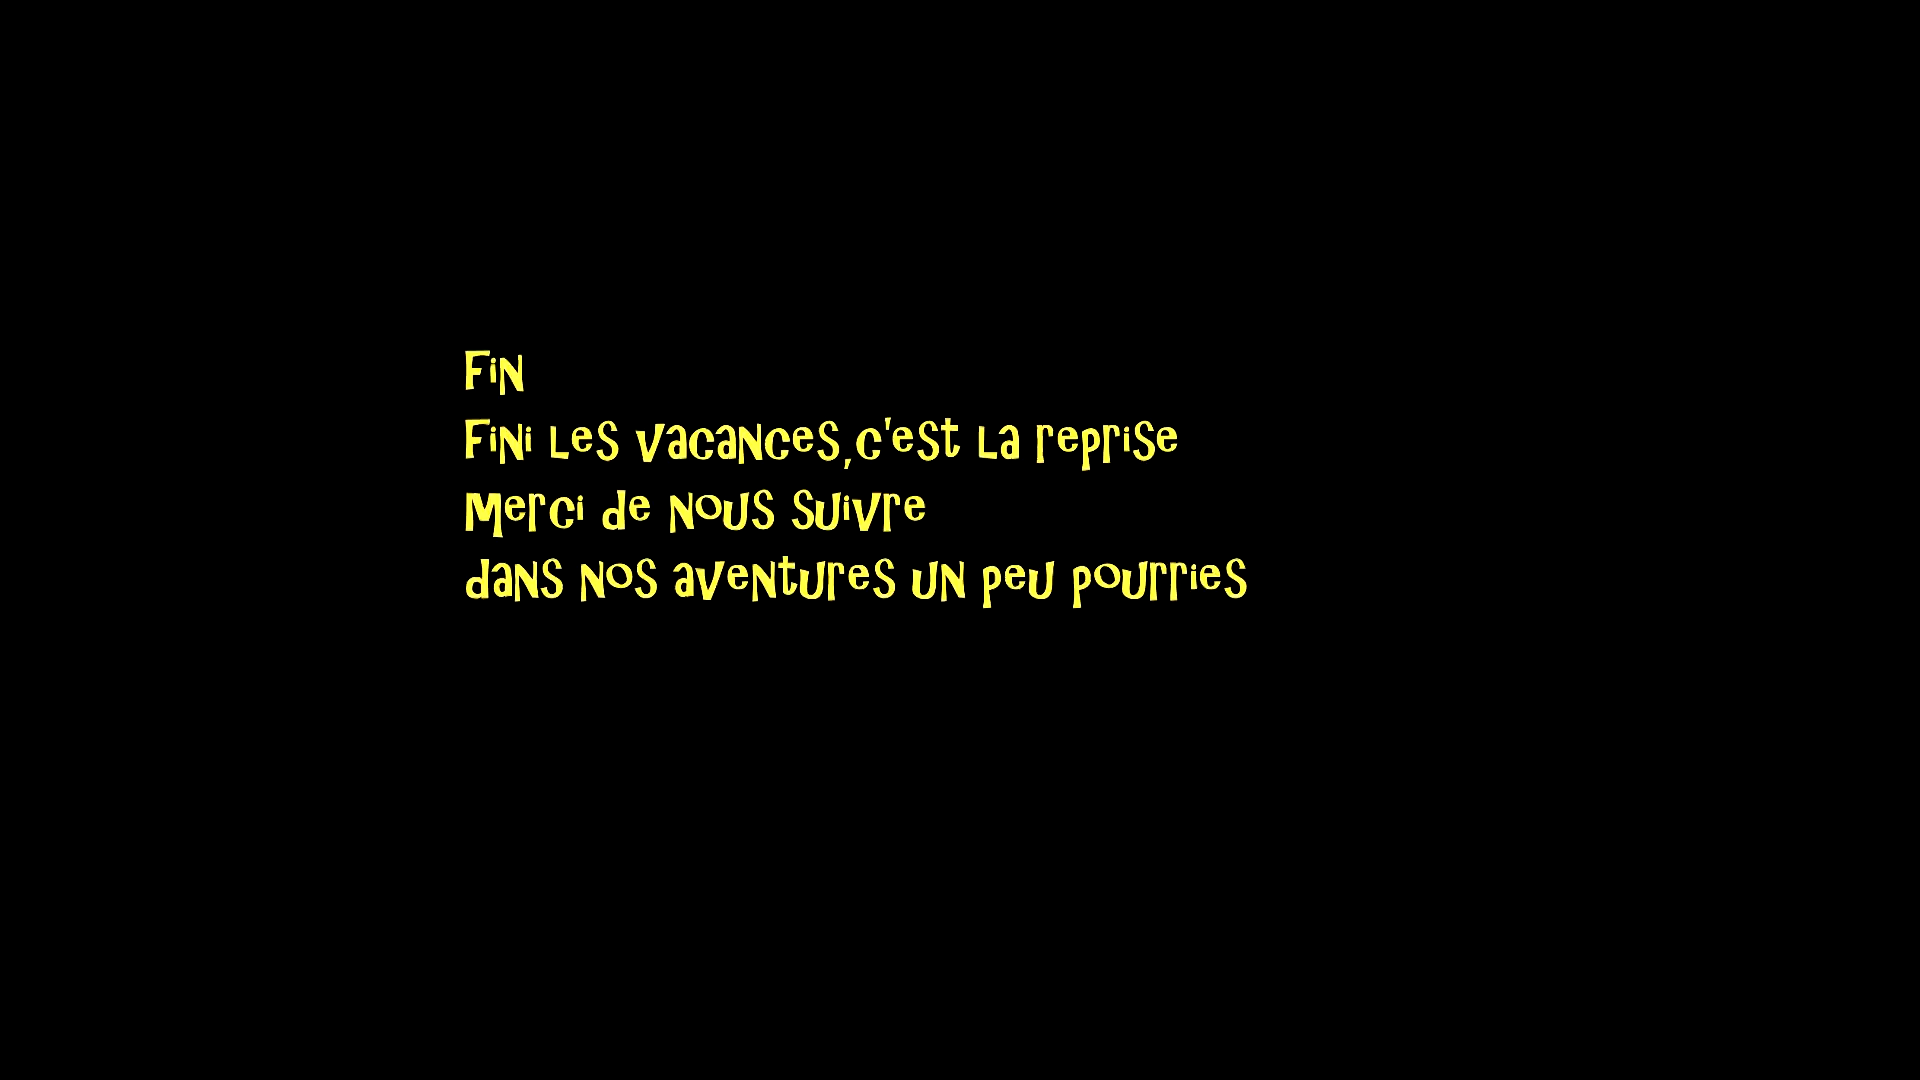 Fin
Fini les vacances,c'est la reprise
Merci de nous suivre
dans nos aventures un peu pourries